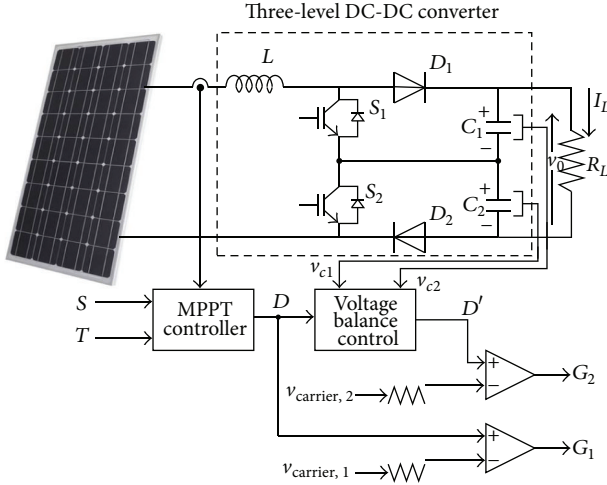 Three-level DC-DC converter
L
D1
S1
C1
+
−
IL
RL
v0
S2
C2
+
−
D2
vc1
vc2
S
T
MPPT
controller
D
Voltage
balance
control
D′
+
−
G2
vcarrier, 2
+
−
G1
vcarrier, 1